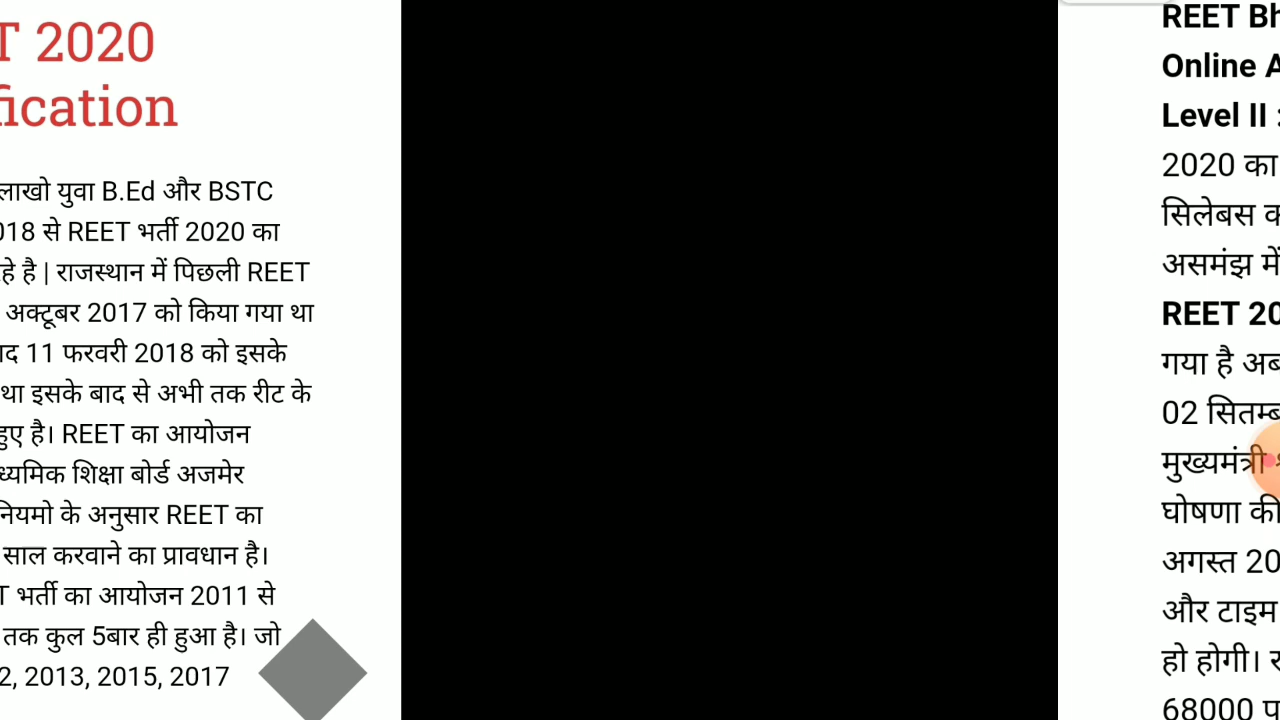 T 2020
fication
लाखो युवा B.Ed और BSTC
018 से REET भर्ती 2020 का
रहे है | राजस्थान में पिछली REET
अक्टूबर 2017 को किया गया था
11 फरवरी 2018 को इसके
था इसके बाद से अभी तक रीट के
हुए है। REET का आयोजन
ध्यमिक शिक्षा बोर्ड अजमेर
नियमो के अनुसार REET का
साल करवाने का प्रावधान है।
T भर्ती का आयोजन 2011 से
तक कुल 5बार ही हुआ है। जो
2, 2013, 2015, 2017
REET Bh
Online A
Level II :
2020 का
सिलेबस
असमंझ में
REET 20
गया है अब
02 सितम्ब
मुख्यमंत्री
घोषणा की
अगस्त 20
और टाइम
हो होगी।
68000